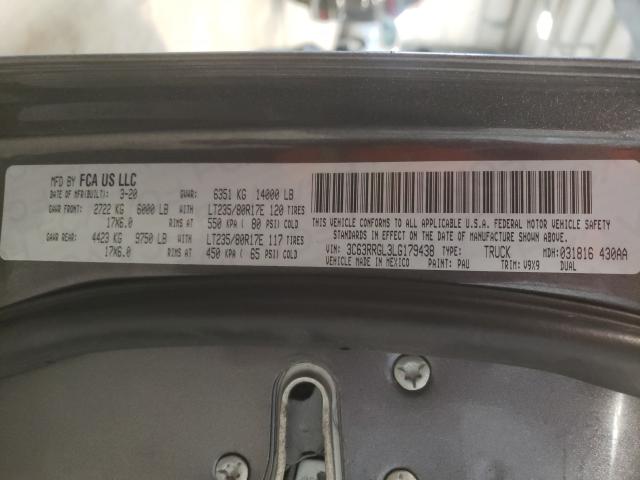 MFD BY FCA US LLC
DATE OF MFR(BUILT): 3-20 GVWR: 6351 KG 14000 LB
GAWR FRONT: 2722 KG 6000 LB WITH LT235/80R17E 120 TIRES
17X6.0 RIMS AT 550 KPA ( 80 PSI) COLD
GAWR REAR: 4423 KG 9750 LB WITH LT235/80R17E 117 TIRES
17X6.0 RIMS AT 450 KPA ( 65 PSI) COLD
THIS VEHICLE CONFORMS TO ALL APPLICABLE U.S.A. FEDERAL MOTOR VEHICLE SAFETY
STANDARDS IN EFFECT ON THE DATE OF MANUFACTURE SHOWN ABOVE.
VIN: 3C63RRGL3LG179438 TYPE: TRUCK MDH: 031816 430AA
VEHICLE MADE IN MEXICO PAINT: PAU TRIM: V9X9 DUAL